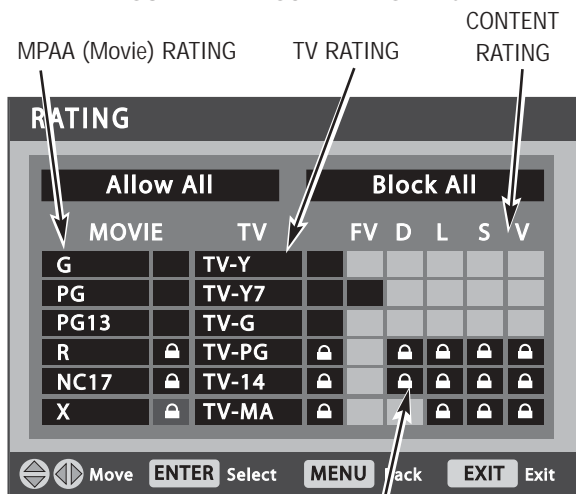 CONTENT
MPAA (Movie) RATING TV RATING RATING
RATING
Allow All Block All
MOVIE TV FV D L S V
G TV-Y
PG TV-Y7
PG13 TV-G
R TV-PG
NC17 TV-14
X TV-MA
Move ENTER Select MENU Back EXIT Exit